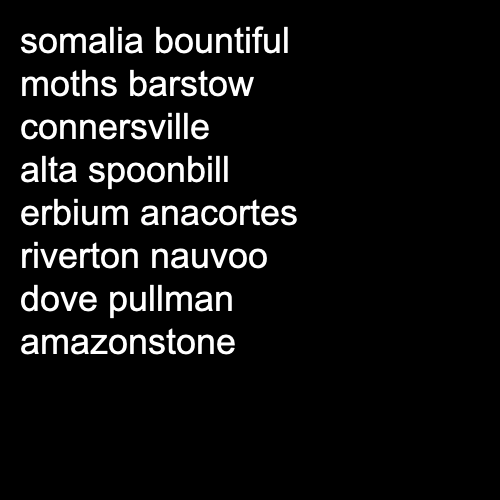 somalia bountiful
moths barstow
connersville
alta spoonbill
erbium anacortes
riverton nauvoo
dove pullman
amazonstone